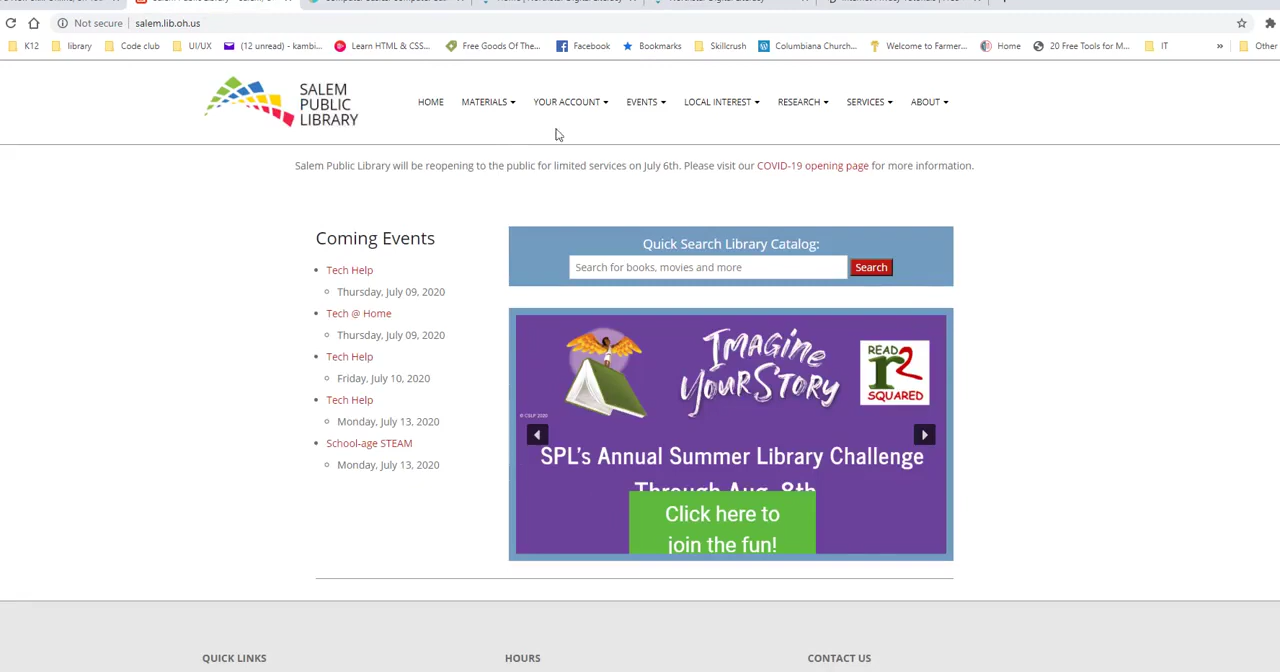 Not secure
salem.lib.oh.us
K12
library
Code club
UI/UX
(12 unread) - kambi...
Learn HTML & CSS...
Free Goods Of The...
Facebook
Bookmarks
Skillcrush
Columbiana Church...
Welcome to Farmer...
Home
20 Free Tools for M...
»
IT
Other
SALEM
PUBLIC
LIBRARY
HOME
MATERIALS
YOUR ACCOUNT
EVENTS
LOCAL INTEREST
RESEARCH
SERVICES
ABOUT
Salem Public Library will be reopening to the public for limited services on July 6th. Please visit our COVID-19 opening page for more information.
Coming Events
Tech Help
Thursday, July 09, 2020
Tech @ Home
Thursday, July 09, 2020
Tech Help
Friday, July 10, 2020
Tech Help
Monday, July 13, 2020
School-age STEAM
Monday, July 13, 2020
Quick Search Library Catalog:
Search for books, movies and more
Search
IMAGINE
YOUR STORY
READ
r2
SQUARED
© CSLP 2020
SPL's Annual Summer Library Challenge
Through Aug. 8th
Click here to
join the fun!
QUICK LINKS
HOURS
CONTACT US